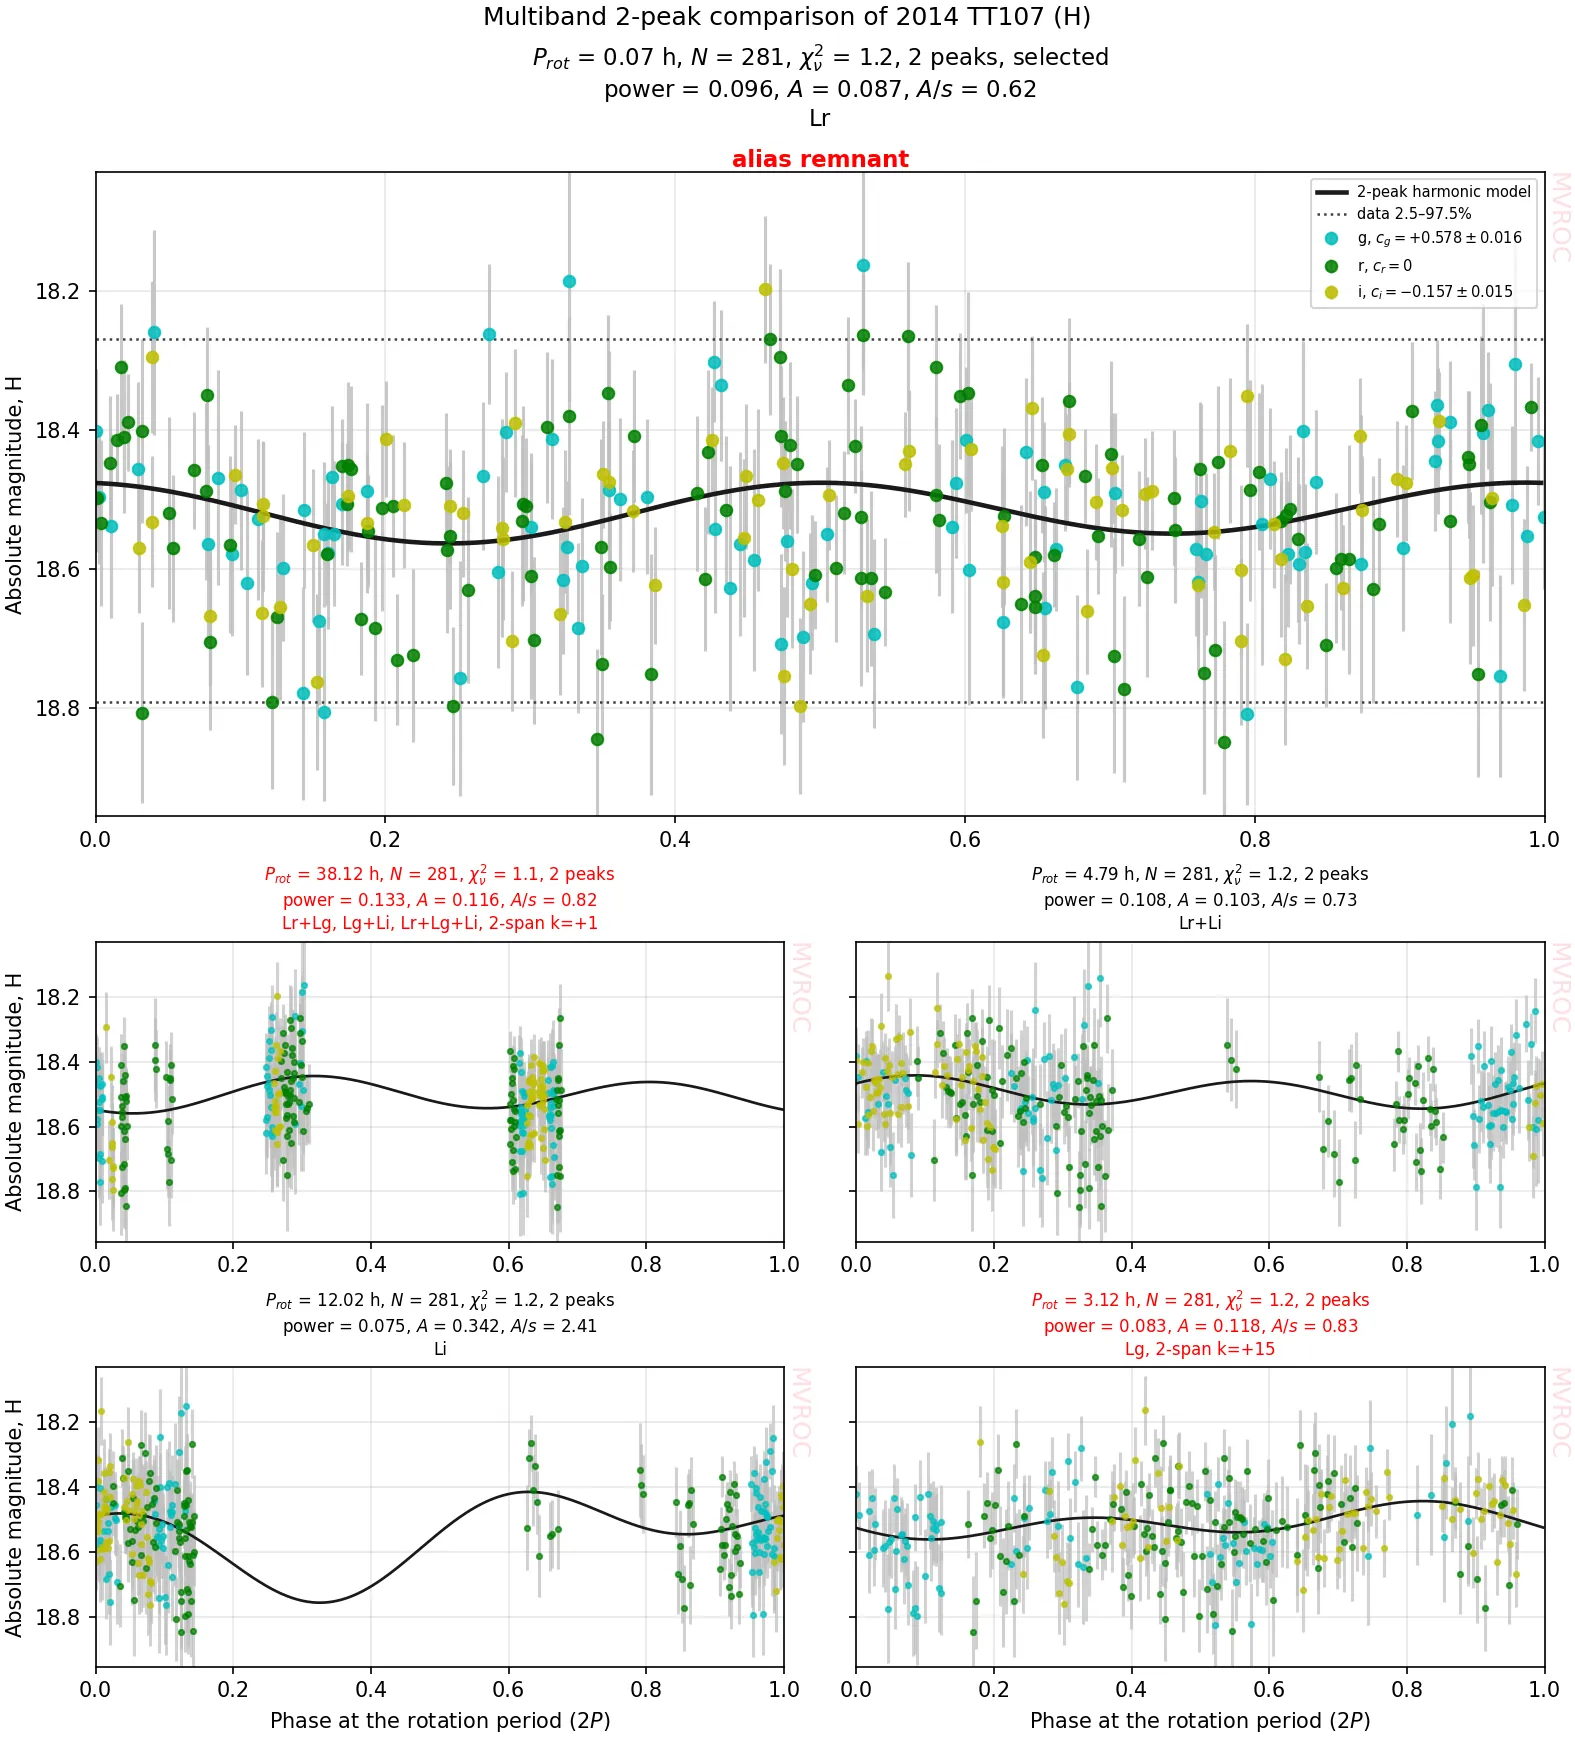 Multiband 2-peak comparison of 2014 TT107 (H)
P_rot = 0.07 h, N = 281, χ²_ν = 1.2, 2 peaks, selected
power = 0.096, A = 0.087, A/s = 0.62
Lr
alias remnant
2-peak harmonic model
data 2.5–97.5%
g, c_g = +0.578 ± 0.016
r, c_r = 0
i, c_i = −0.157 ± 0.015
MVROC
Absolute magnitude, H
18.2
18.4
18.6
18.8
0.0 0.2 0.4 0.6 0.8 1.0
P_rot = 38.12 h, N = 281, χ²_ν = 1.1, 2 peaks
power = 0.133, A = 0.116, A/s = 0.82
Lr+Lg, Lg+Li, Lr+Lg+Li, 2-span k=+1
MVROC
Absolute magnitude, H
18.2
18.4
18.6
18.8
0.0 0.2 0.4 0.6 0.8 1.0
P_rot = 4.79 h, N = 281, χ²_ν = 1.2, 2 peaks
power = 0.108, A = 0.103, A/s = 0.73
Lr+Li
MVROC
0.0 0.2 0.4 0.6 0.8 1.0
P_rot = 12.02 h, N = 281, χ²_ν = 1.2, 2 peaks
power = 0.075, A = 0.342, A/s = 2.41
Li
MVROC
Absolute magnitude, H
18.2
18.4
18.6
18.8
0.0 0.2 0.4 0.6 0.8 1.0
Phase at the rotation period (2P)
P_rot = 3.12 h, N = 281, χ²_ν = 1.2, 2 peaks
power = 0.083, A = 0.118, A/s = 0.83
Lg, 2-span k=+15
MVROC
0.0 0.2 0.4 0.6 0.8 1.0
Phase at the rotation period (2P)